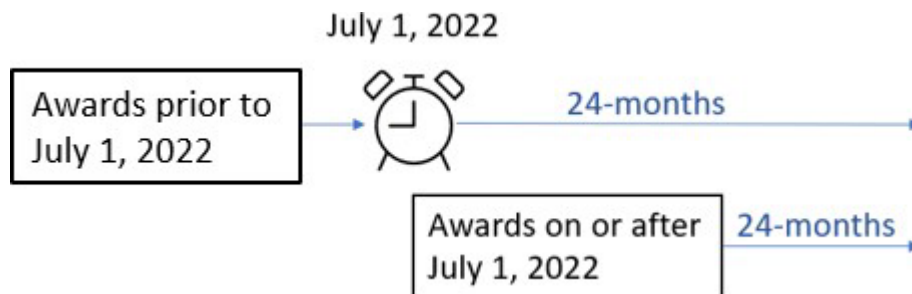 July 1, 2022
Awards prior to
July 1, 2022
24-months
Awards on or after
July 1, 2022
24-months